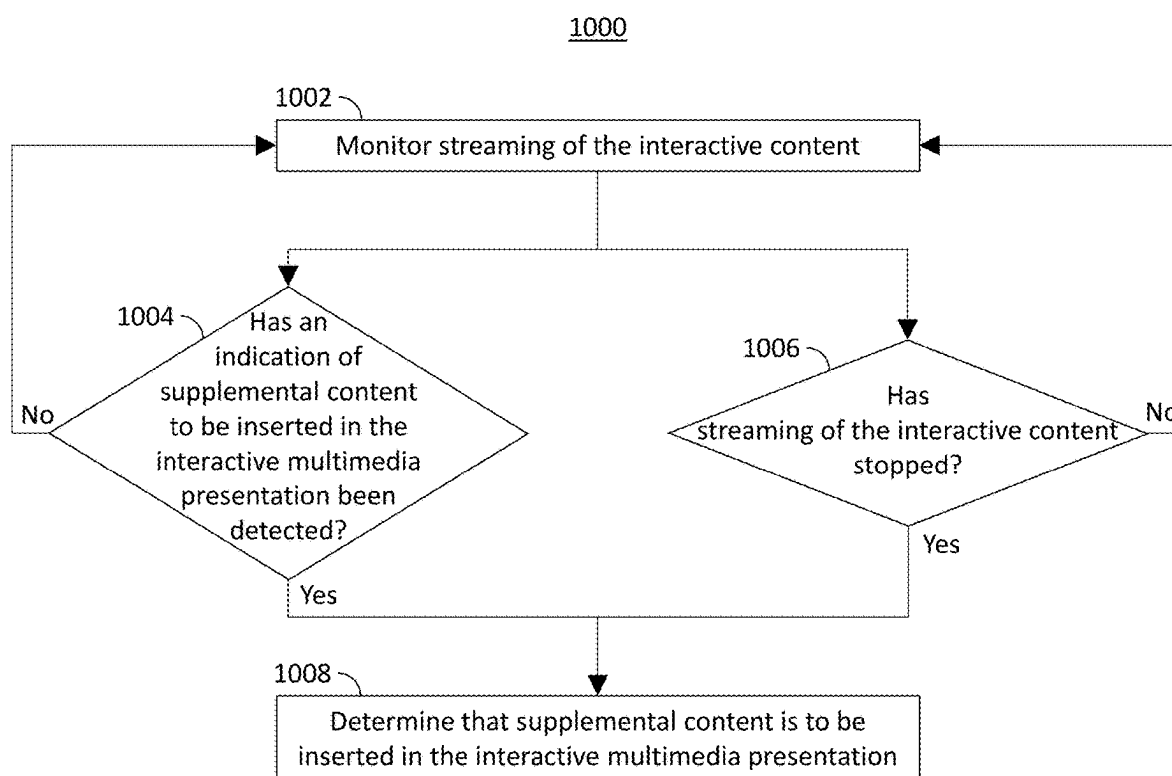 1000
1002
Monitor streaming of the interactive content
1004
Has an
indication of
supplemental content
to be inserted in the
interactive multimedia
presentation been
detected?
No
Yes
1006
Has
streaming of the interactive content
stopped?
No
Yes
1008
Determine that supplemental content is to be
inserted in the interactive multimedia presentation